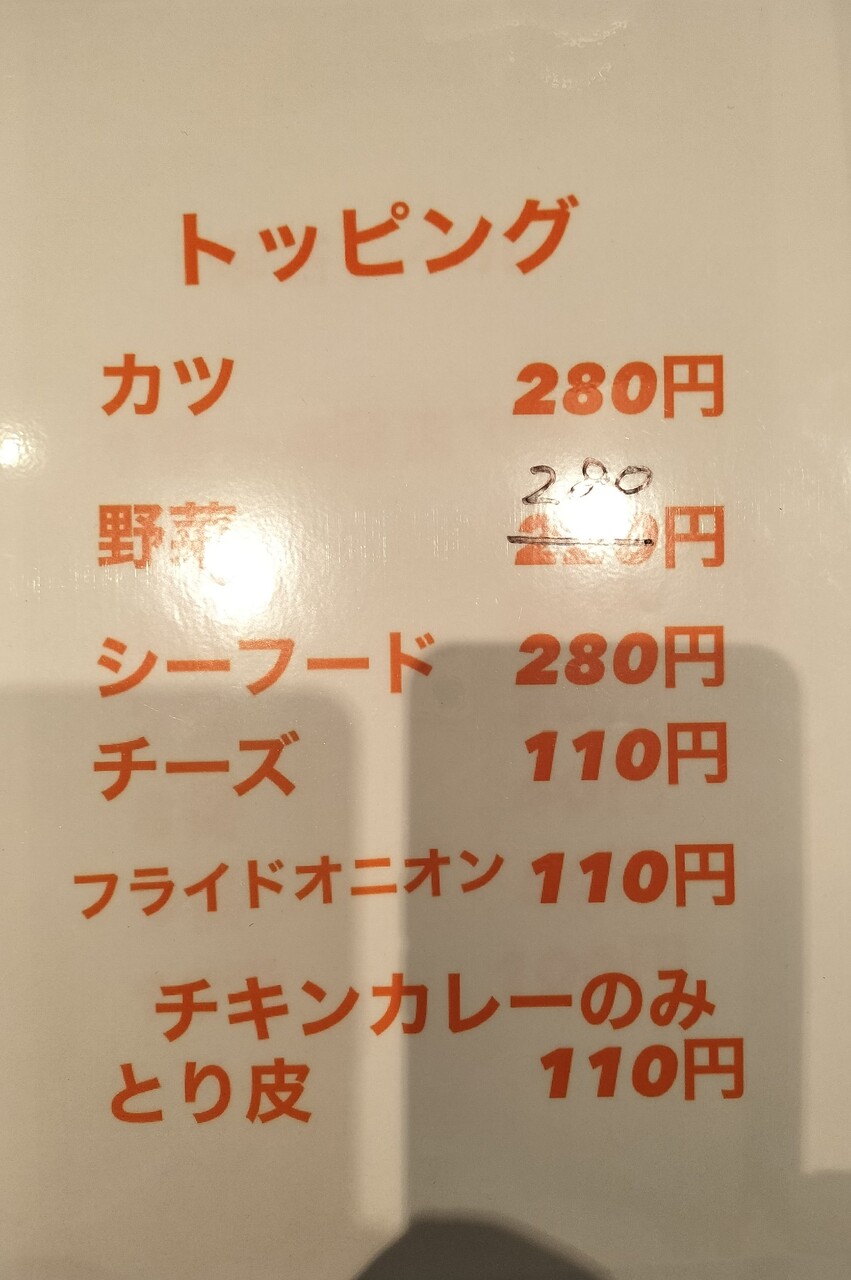 トッピング
カツ 280円
280
野菜 220円
シーフード 280円
チーズ 110円
フライドオニオン 110円
チキンカレーのみ
とり皮 110円